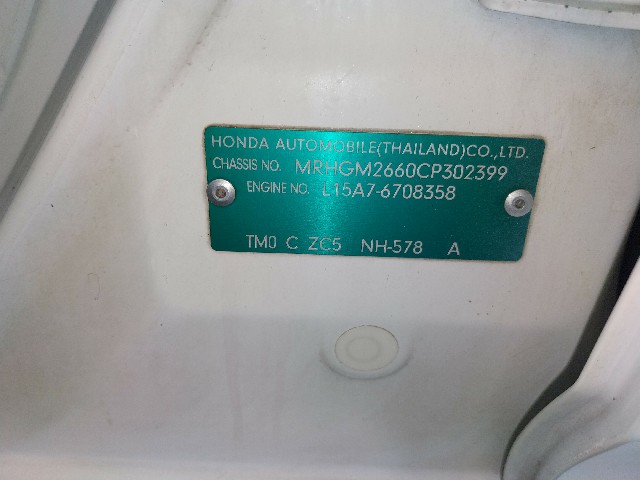 HONDA AUTOMOBILE(THAILAND)CO.,LTD.
CHASSIS NO. MRHGM2660CP302399
ENGINE NO. L15A7-6708358
TM0 C ZC5 NH-578 A